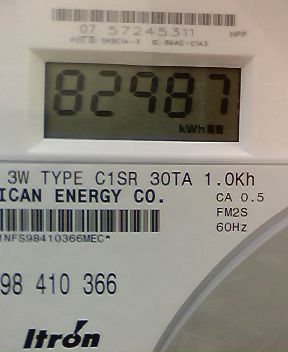 07 57245311 HPP
82987
kWh
3W TYPE C1SR 30TA 1.0Kh
ICAN ENERGY CO.
CA 0.5
FM2S
60Hz
1NFS98410366MEC*
98 410 366
Itron